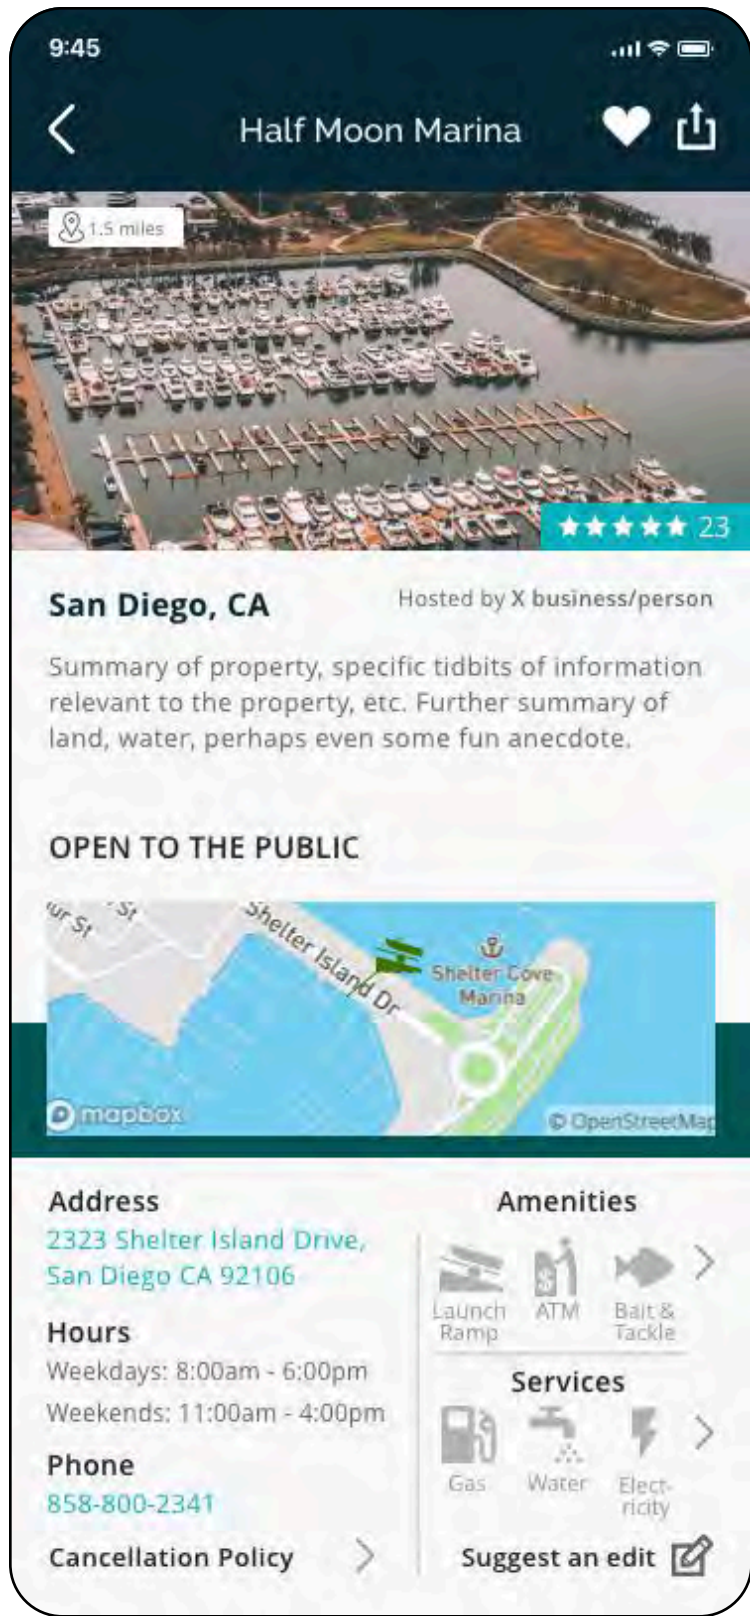 9:45
Half Moon Marina
1.5 miles
23
San Diego, CA
Hosted by X business/person
Summary of property, specific tidbits of information
relevant to the property, etc. Further summary of
land, water, perhaps even some fun anecdote.
OPEN TO THE PUBLIC
ur St
St
Shelter Island Dr
Shelter Cove
Marina
mapbox
© OpenStreetMap
Address
2323 Shelter Island Drive,
San Diego CA 92106
Hours
Weekdays: 8:00am - 6:00pm
Weekends: 11:00am - 4:00pm
Phone
858-800-2341
Cancellation Policy
Amenities
Launch
Ramp
ATM
Bait &
Tackle
Services
Gas
Water
Elect-
ricity
Suggest an edit